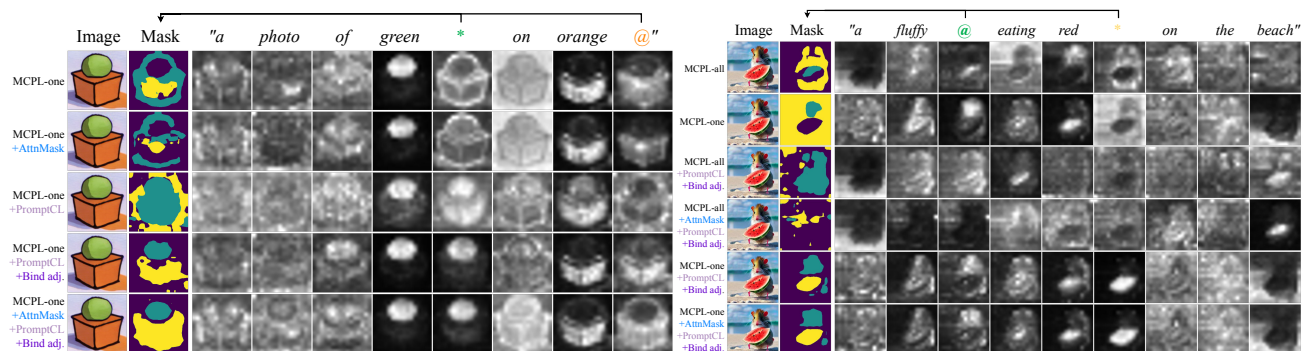 Image Mask "a photo of green * on orange @"
MCPL-one
MCPL-one
+AttnMask
MCPL-one
+PromptCL
MCPL-one
+PromptCL
+Bind adj.
MCPL-one
+AttnMask
+PromptCL
+Bind adj.
Image Mask "a fluffy @ eating red * on the beach"
MCPL-all
MCPL-one
MCPL-all
+PromptCL
+Bind adj.
MCPL-all
+AttnMask
+PromptCL
+Bind adj.
MCPL-one
+PromptCL
+Bind adj.
MCPL-one
+AttnMask
+PromptCL
+Bind adj.